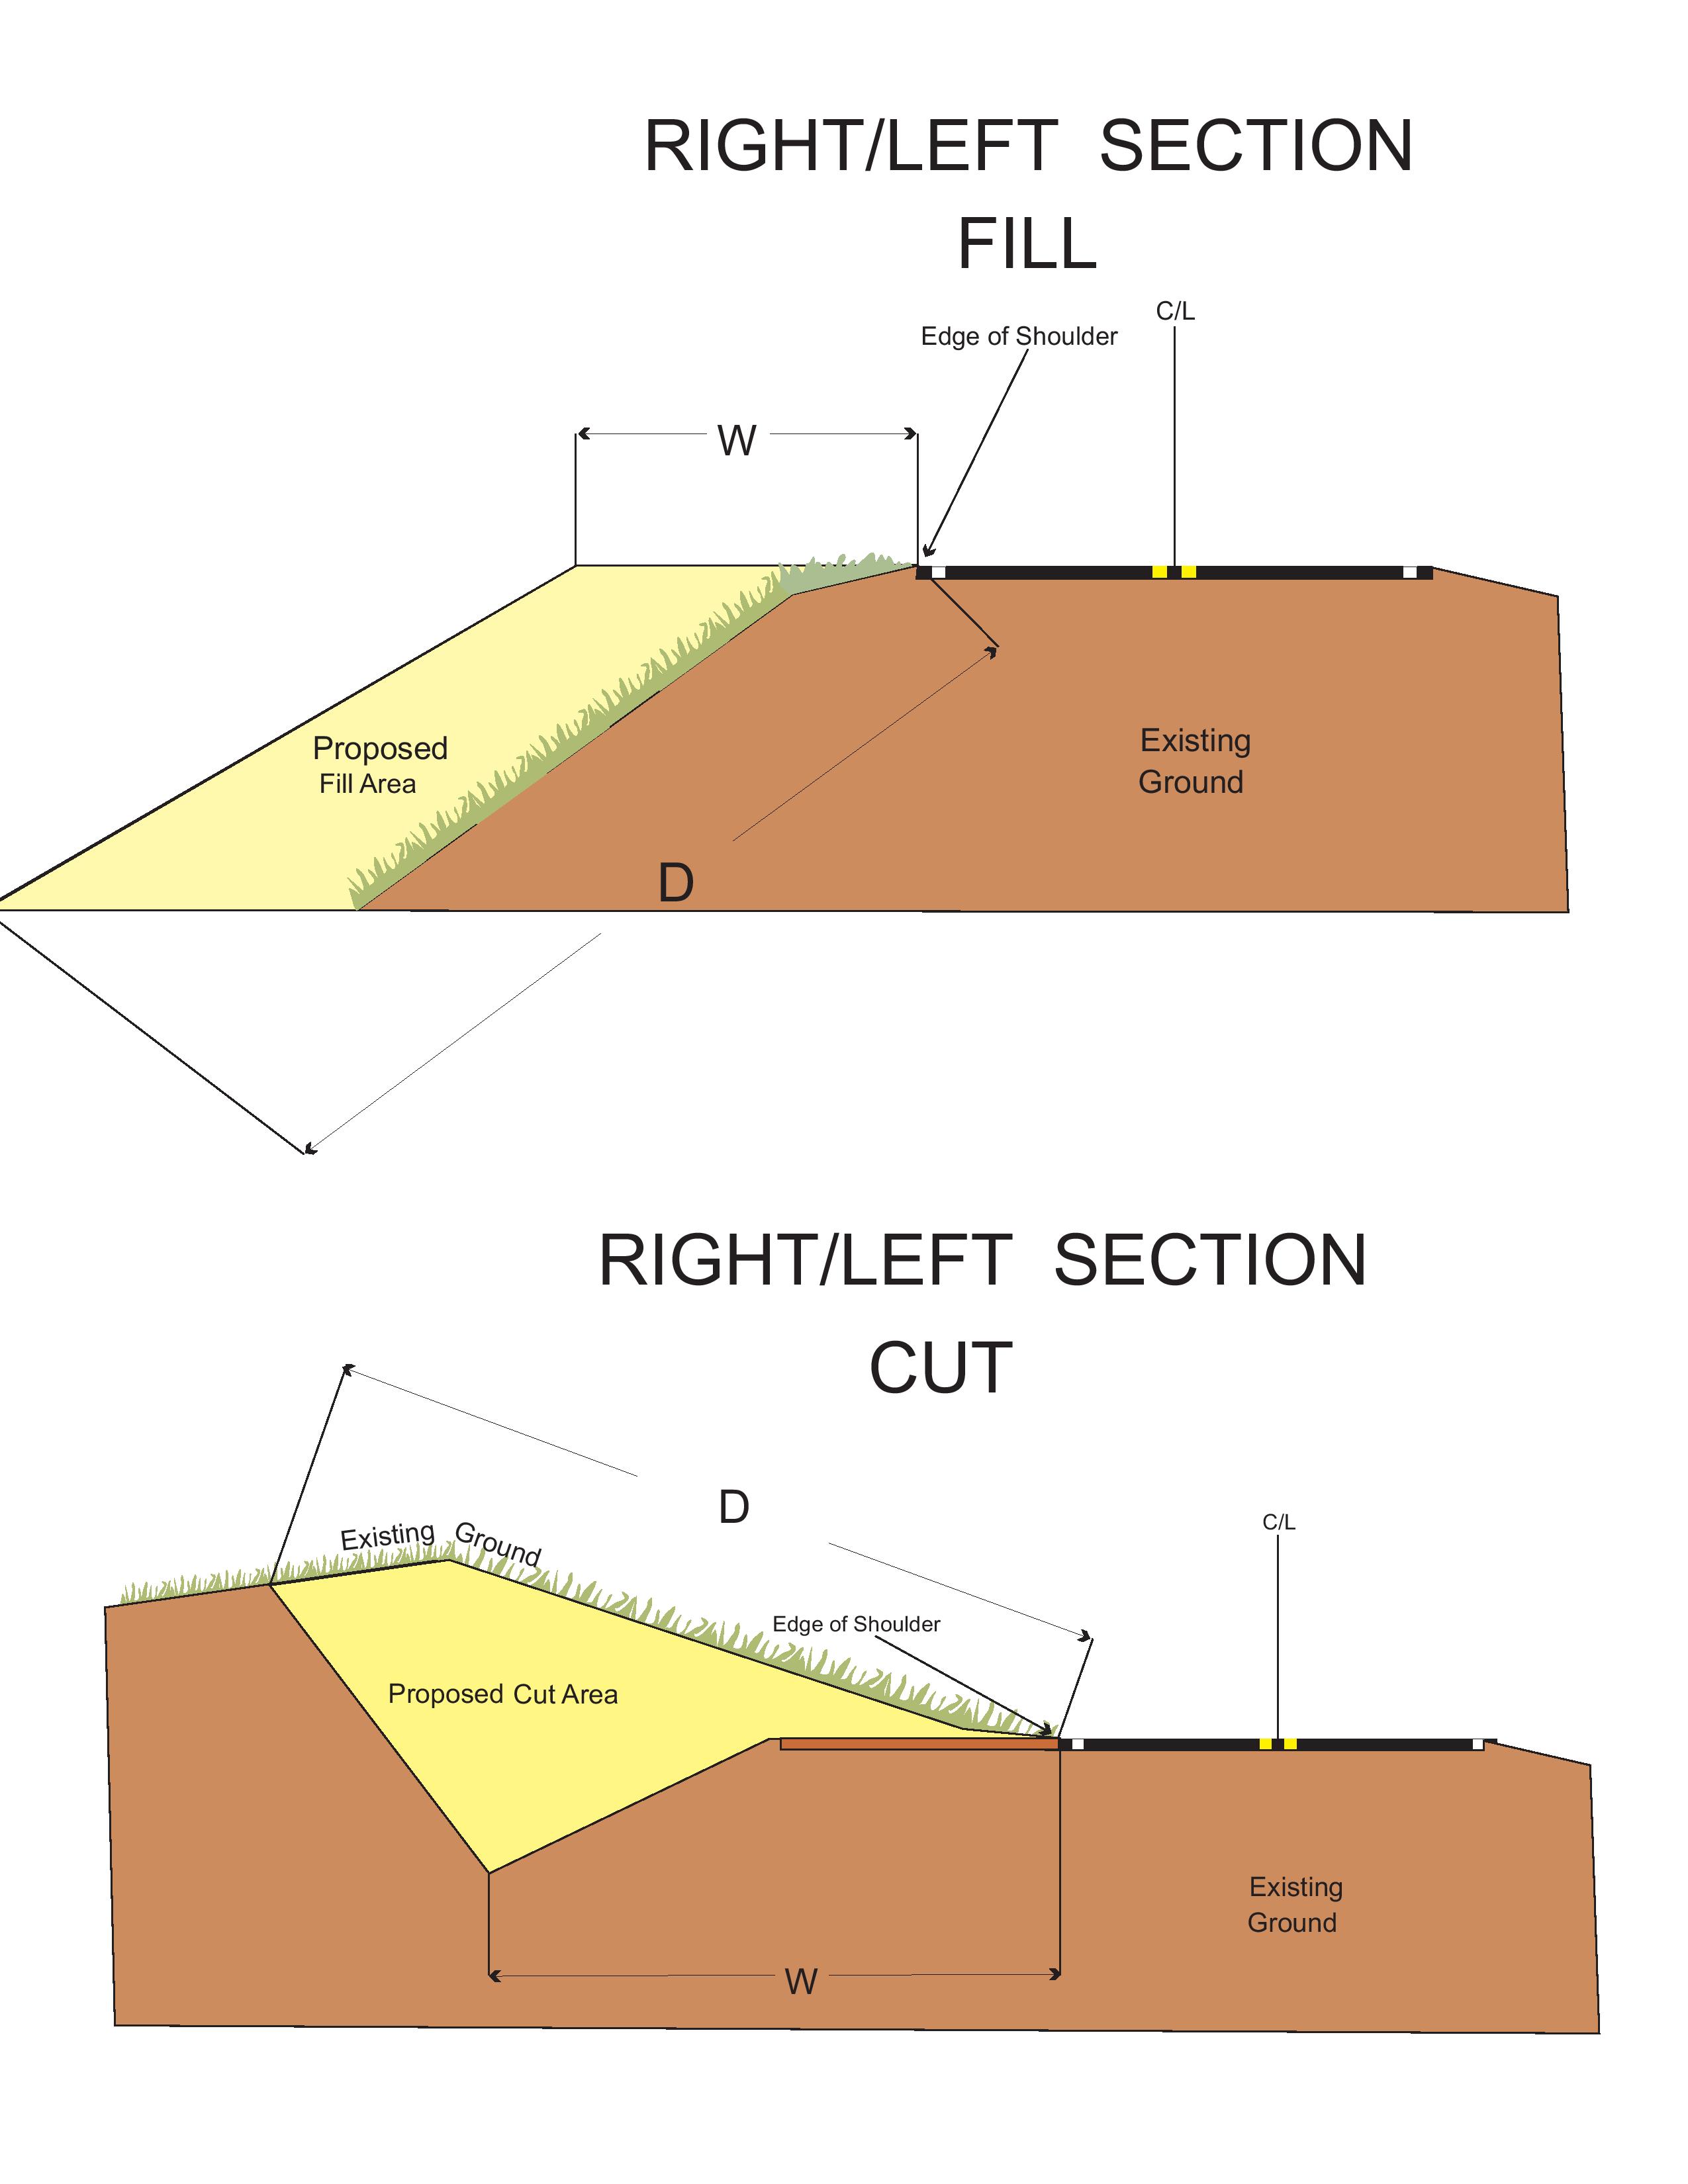 RIGHT/LEFT SECTION
FILL
C/L
Edge of Shoulder
W
Proposed
Fill Area
Existing
Ground
D
RIGHT/LEFT SECTION
CUT
D
C/L
Existing Ground
Edge of Shoulder
Proposed Cut Area
Existing
Ground
W